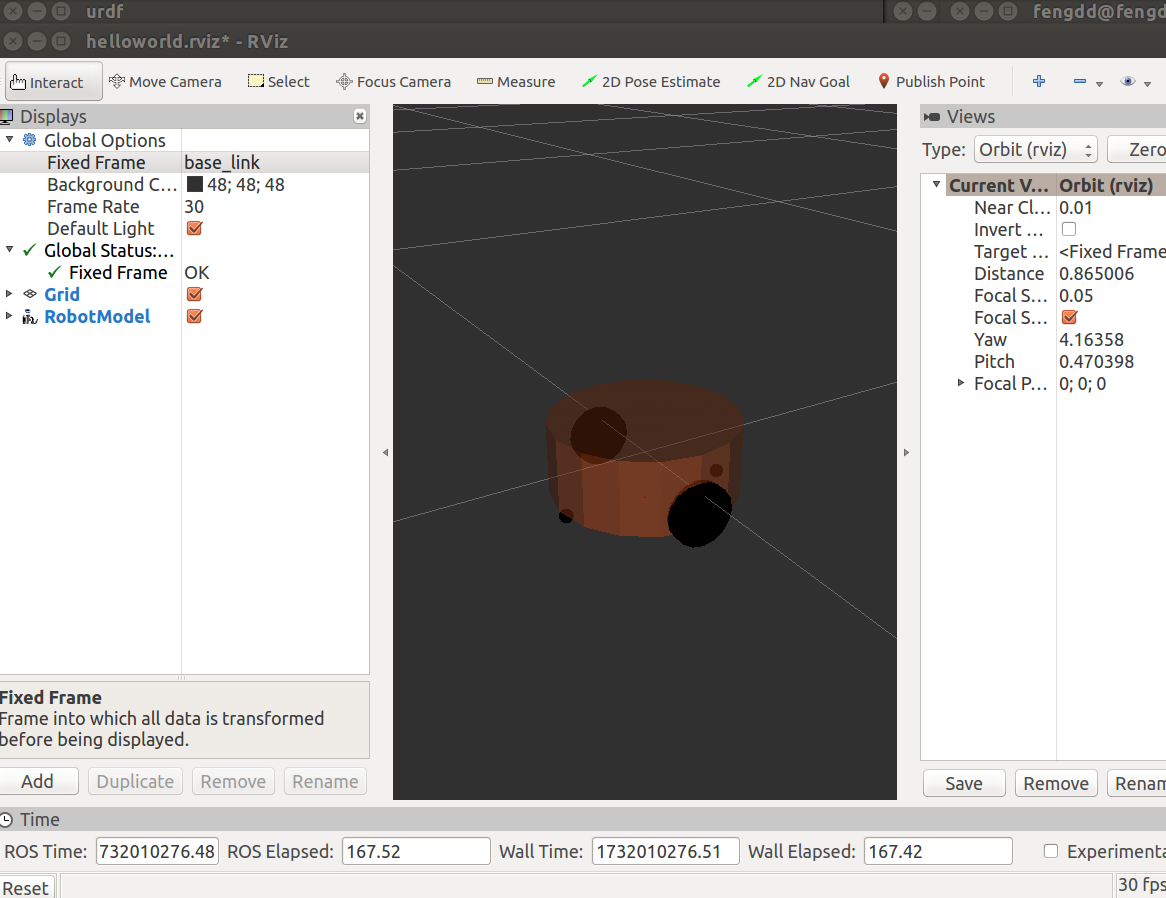 urdf
fengdd@fengd
helloworld.rviz* - RViz
Interact Move Camera Select Focus Camera Measure 2D Pose Estimate 2D Nav Goal Publish Point
Displays
Global Options
Fixed Frame base_link
Background C... 48; 48; 48
Frame Rate 30
Default Light
Global Status:...
Fixed Frame OK
Grid
RobotModel
Fixed Frame
Frame into which all data is transformed
before being displayed.
Add Duplicate Remove Rename
Views
Type: Orbit (rviz) Zero
Current V... Orbit (rviz)
Near Cl... 0.01
Invert ...
Target ... <Fixed Frame
Distance 0.865006
Focal S... 0.05
Focal S...
Yaw 4.16358
Pitch 0.470398
Focal P... 0; 0; 0
Save Remove Renam
Time
ROS Time: 732010276.48 ROS Elapsed: 167.52 Wall Time: 1732010276.51 Wall Elapsed: 167.42 Experimenta
Reset 30 fps